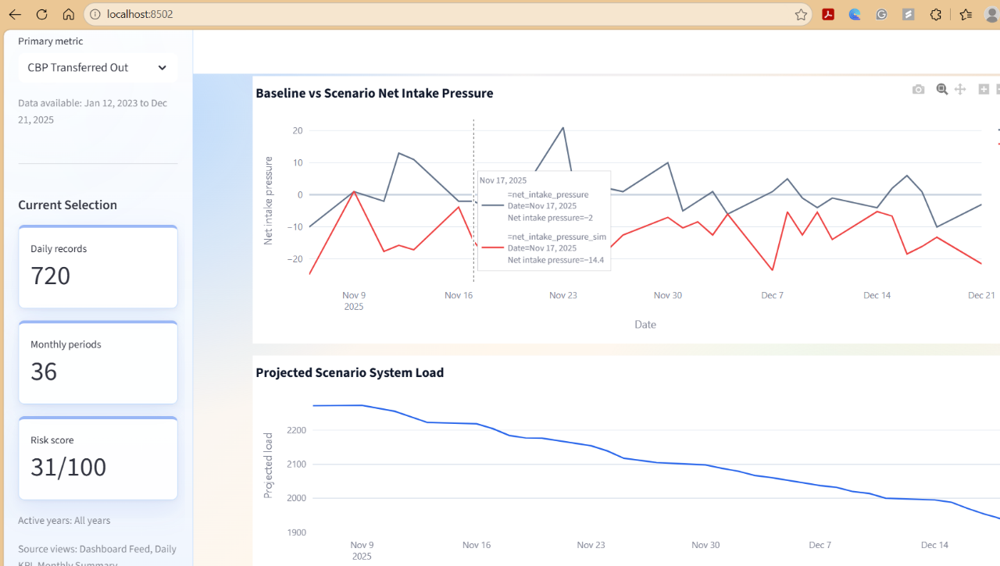 localhost:8502
Primary metric
CBP Transferred Out
Data available: Jan 12, 2023 to Dec
21, 2025
Current Selection
Daily records
720
Monthly periods
36
Risk score
31/100
Active years: All years
Source views: Dashboard Feed, Daily
KPI, Monthly Summary
Baseline vs Scenario Net Intake Pressure
Net intake pressure
20
10
0
−10
−20
Nov 17, 2025
=net_intake_pressure
Date=Nov 17, 2025
Net intake pressure=−2
=net_intake_pressure_sim
Date=Nov 17, 2025
Net intake pressure=−14.4
Nov 9
2025
Nov 16
Nov 23
Nov 30
Dec 7
Dec 14
Dec 21
Date
Projected Scenario System Load
Projected load
2200
2100
2000
1900
Nov 9
2025
Nov 16
Nov 23
Nov 30
Dec 7
Dec 14